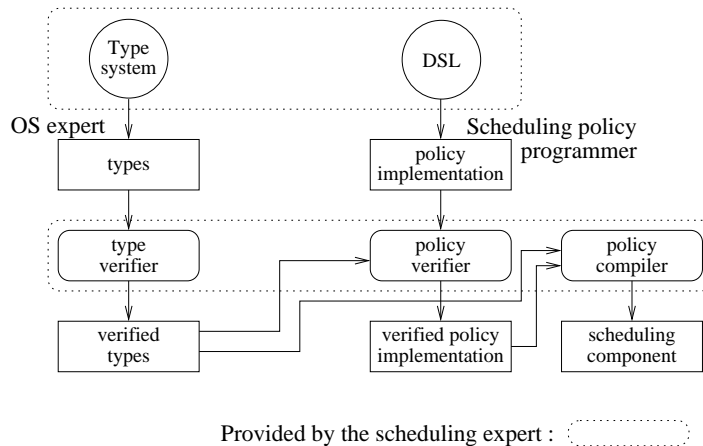 Type
system
DSL
OS expert
Scheduling policy
programmer
types
policy
implementation
type
verifier
policy
verifier
policy
compiler
verified
types
verified policy
implementation
scheduling
component
Provided by the scheduling expert :